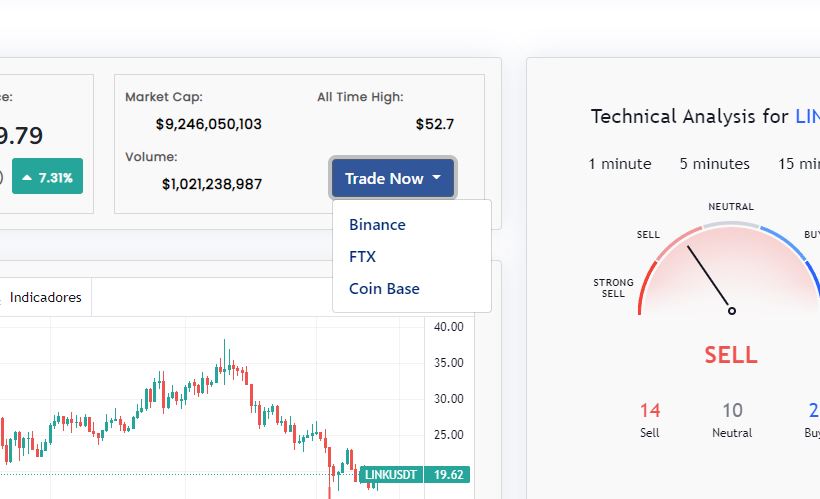 e:
9.79
7.31%
Market Cap:
$9,246,050,103
All Time High:
$52.7
Volume:
$1,021,238,987
Trade Now
Binance
FTX
Coin Base
Indicadores
40.00
35.00
30.00
25.00
LINKUSDT 19.62
Technical Analysis for LIN
1 minute 5 minutes 15 min
NEUTRAL
SELL
BUY
STRONG
SELL
SELL
14 10 2
Sell Neutral Buy